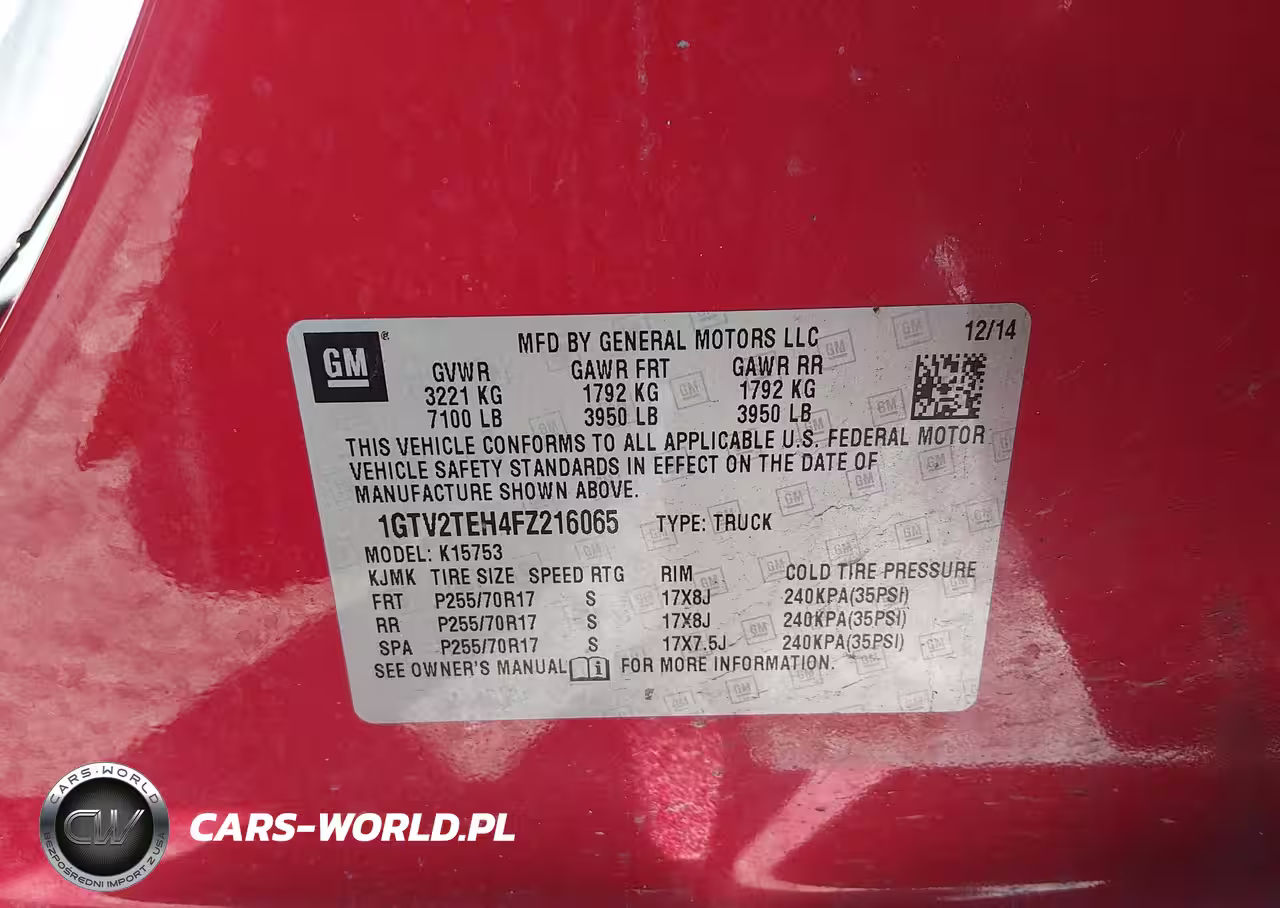 GM
MFD BY GENERAL MOTORS LLC 12/14
GVWR GAWR FRT GAWR RR
3221 KG 1792 KG 1792 KG
7100 LB 3950 LB 3950 LB
THIS VEHICLE CONFORMS TO ALL APPLICABLE U.S. FEDERAL MOTOR
VEHICLE SAFETY STANDARDS IN EFFECT ON THE DATE OF
MANUFACTURE SHOWN ABOVE.
1GTV2TEH4FZ216065 TYPE: TRUCK
MODEL: K15753
KJMK TIRE SIZE SPEED RTG RIM COLD TIRE PRESSURE
FRT P255/70R17 S 17X8J 240KPA(35PSI)
RR P255/70R17 S 17X8J 240KPA(35PSI)
SPA P255/70R17 S 17X7.5J 240KPA(35PSI)
SEE OWNER'S MANUAL FOR MORE INFORMATION.
CARS-WORLD
CW
BEZPOŚREDNI IMPORT Z USA
CARS-WORLD.PL